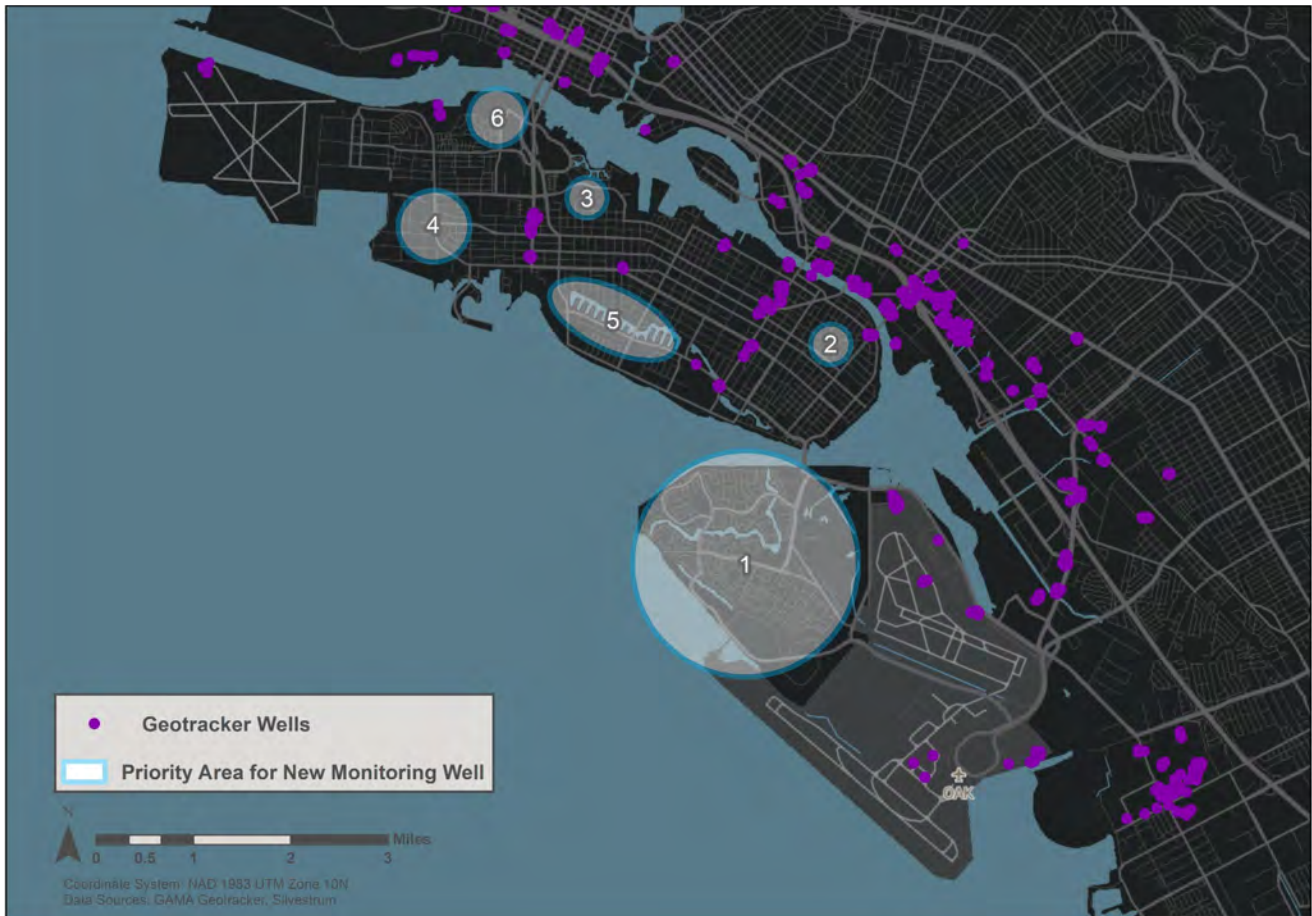 6
3
4
5
2
1
Geotracker Wells
Priority Area for New Monitoring Well
OAK
N
Miles
0 0.5 1 2 3
Coordinate System: NAD 1983 UTM Zone 10N
Data Sources: GAMA Geotracker, Silvestrum